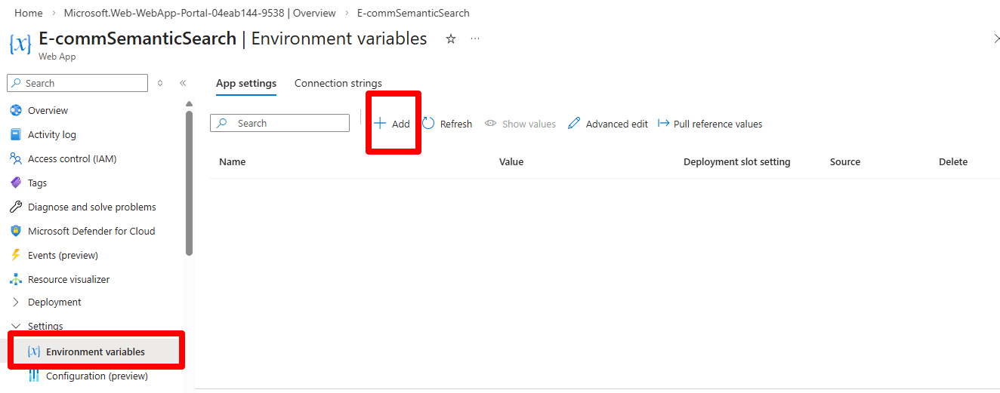 Home > Microsoft.Web-WebApp-Portal-04eab144-9538 | Overview > E-commSemanticSearch
{x} E-commSemanticSearch | Environment variables ☆ ...
Web App
Search
App settings Connection strings
Search + Add Refresh Show values Advanced edit Pull reference values
Name Value Deployment slot setting Source Delete
Overview
Activity log
Access control (IAM)
Tags
Diagnose and solve problems
Microsoft Defender for Cloud
Events (preview)
Resource visualizer
Deployment
Settings
{x} Environment variables
Configuration (preview)